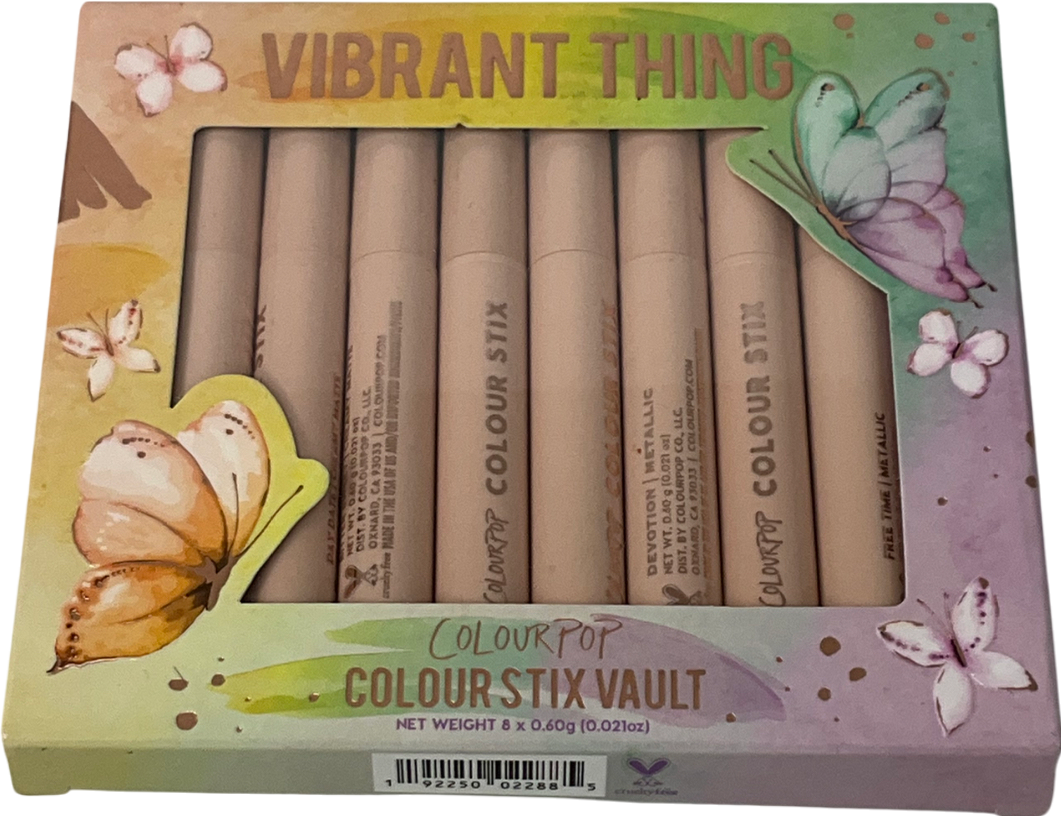 VIBRANT THING
STIX
NET WT. 0.60 g (0.021 oz)
DIST. BY COLOURPOP CO., LLC.
OXNARD, CA 93033 | COLOURPOP.COM
MADE IN THE USA OF US AND/OR IMPORTED
cruelty free
COLOURPOP COLOUR STIX
COLOUR STIX
DEVOTION | METALLIC
NET WT. 0.60 g (0.021 oz)
DIST. BY COLOURPOP CO., LLC.
OXNARD, CA 93033 | COLOURPOP.COM
COLOURPOP COLOUR STIX
FREE TIME | METALLIC
COLOURPOP
COLOUR STIX VAULT
NET WEIGHT 8 x 0.60g (0.021oz)
1 92250 02288 5
cruelty free